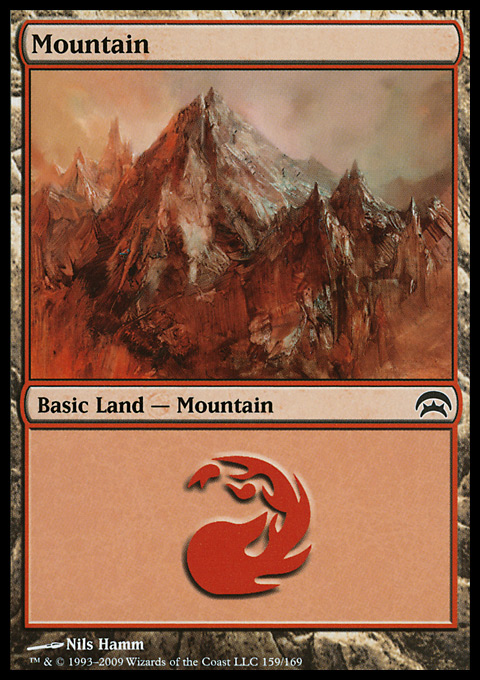 Mountain
Basic Land — Mountain
Nils Hamm
™ & © 1993–2009 Wizards of the Coast LLC 159/169